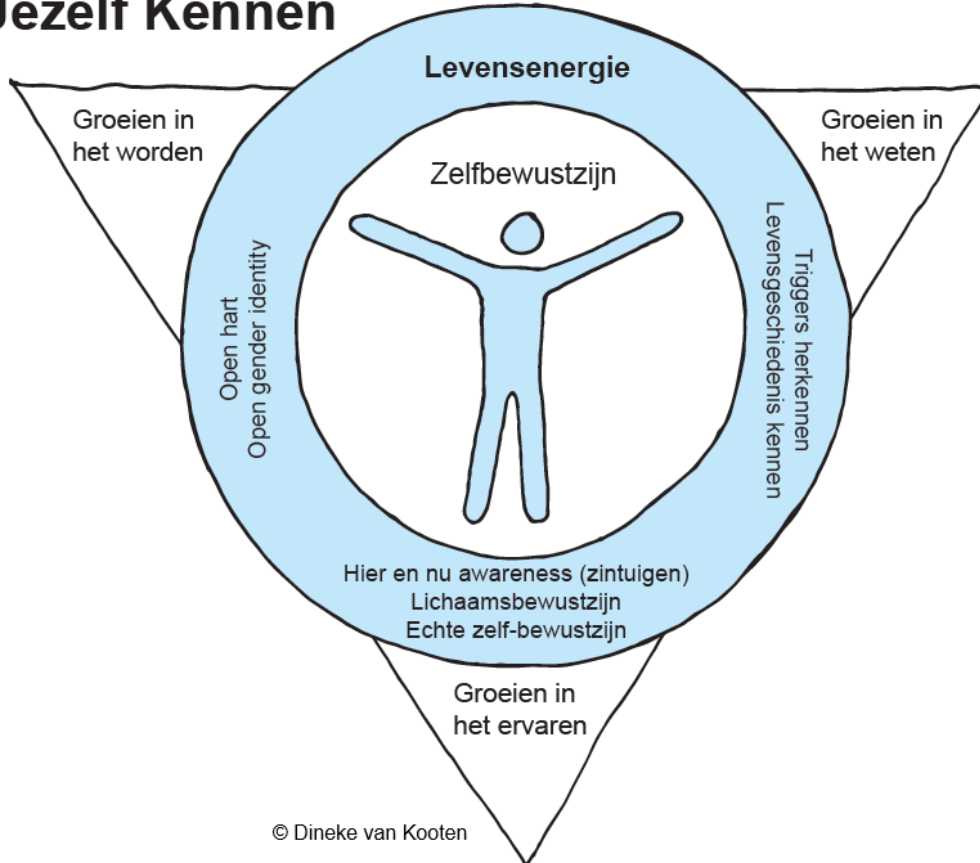 Jezelf Kennen
Levensenergie
Groeien in
het worden
Groeien in
het weten
Zelfbewustzijn
Open hart
Open gender identity
Triggers herkennen
Levensgeschiedenis kennen
Hier en nu awareness (zintuigen)
Lichaamsbewustzijn
Echte zelf-bewustzijn
Groeien in
het ervaren
© Dineke van Kooten